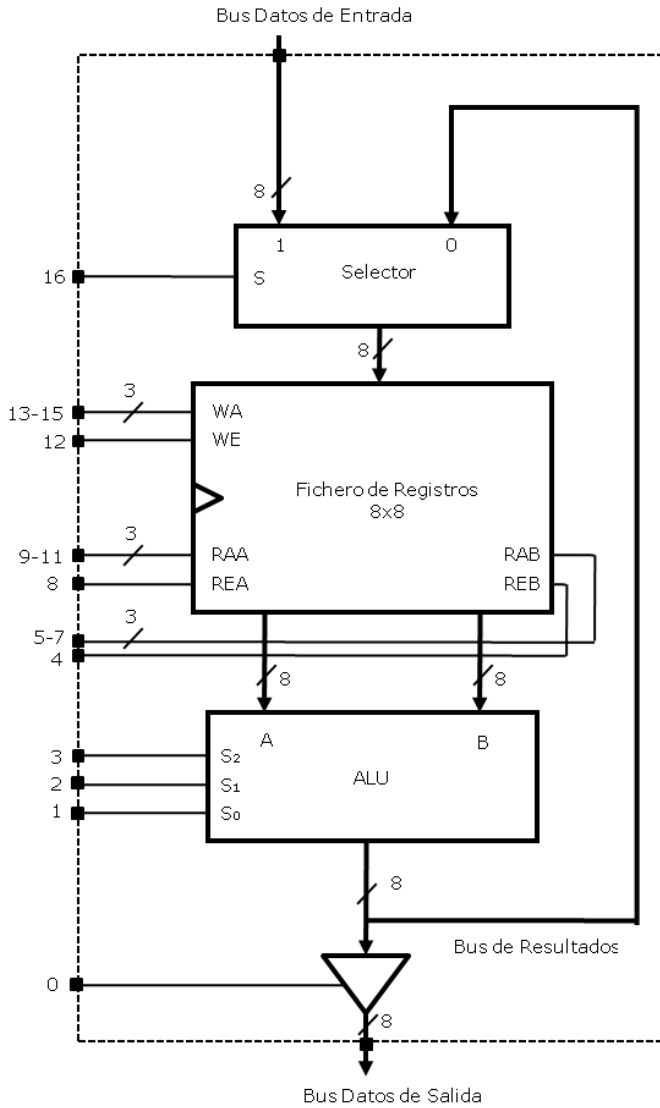 Bus Datos de Entrada
8
1 0
16 S Selector
8
3
13-15 WA
12 WE
Fichero de Registros
8x8
3
9-11 RAA RAB
8 REA REB
3
5-7
4
8 8
A B
3 S₂
ALU
2 S₁
1 S₀
8
Bus de Resultados
0
8
Bus Datos de Salida